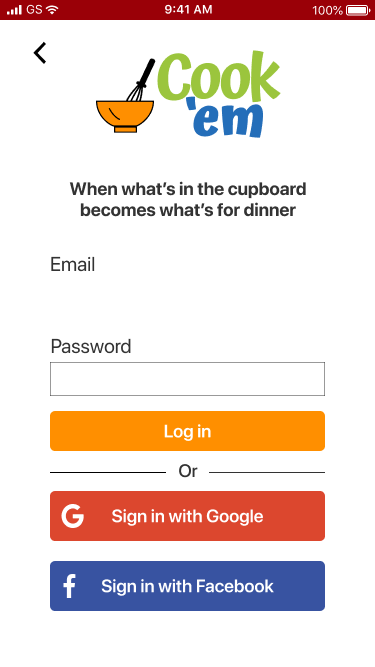 GS 9:41 AM 100%
Cook
'em
When what's in the cupboard
becomes what's for dinner
Email
Password
Log in
Or
Sign in with Google
Sign in with Facebook